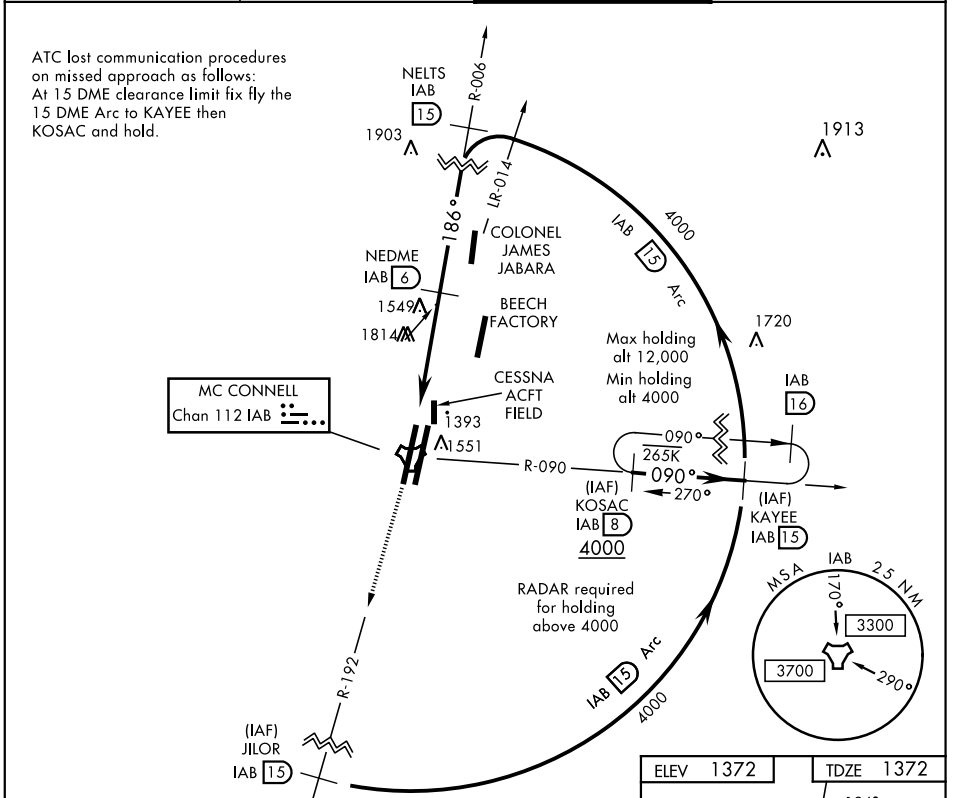 ATC lost communication procedures
on missed approach as follows:
At 15 DME clearance limit fix fly the
15 DME Arc to KAYEE then
KOSAC and hold.
NELTS
IAB
15
R-006
1903
1913
LR-014
186°
4000
IAB 15 Arc
COLONEL
JAMES
JABARA
NEDME
IAB 6
1549
1814
BEECH
FACTORY
1720
Max holding
alt 12,000
Min holding
alt 4000
CESSNA
ACFT
FIELD
IAB
16
MC CONNELL
Chan 112 IAB
1393
1551
090°
265K
R-090
090°
270°
(IAF)
KOSAC
IAB 8
4000
(IAF)
KAYEE
IAB 15
RADAR required
for holding
above 4000
MSA IAB 25 NM
170°
3300
3700
290°
R-192
IAB 15 Arc
4000
(IAF)
JILOR
IAB 15
ELEV 1372
TDZE 1372